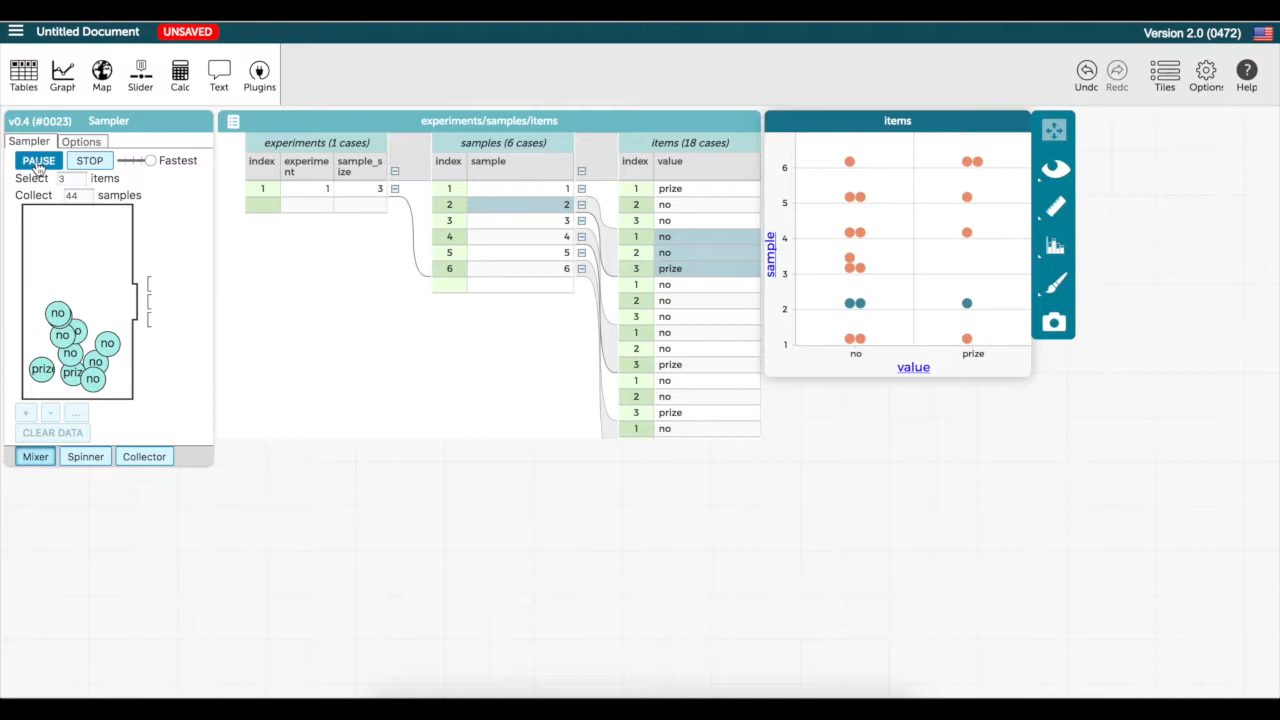 Untitled Document UNSAVED Version 2.0 (0472)
Tables Graph Map Slider Calc Text Plugins Undo Redo Tiles Options Help
v0.4 (#0023) Sampler
Sampler Options
PAUSE STOP Fastest
Select 3 items
Collect 44 samples
no
no
no
no
no
prize
no
+ - ...
CLEAR DATA
Mixer Spinner Collector
experiments/samples/items
experiments (1 cases)
index experime nt sample_s ize
1 1 3
samples (6 cases)
index sample
1 1
2 2
3 3
4 4
5 5
6 6
items (18 cases)
index value
1 prize
2 no
3 no
1 no
2 no
3 prize
1 no
2 no
3 no
1 no
2 no
3 prize
1 no
2 no
3 prize
1 no
items
6
5
4
3
2
1
sample
no prize
value